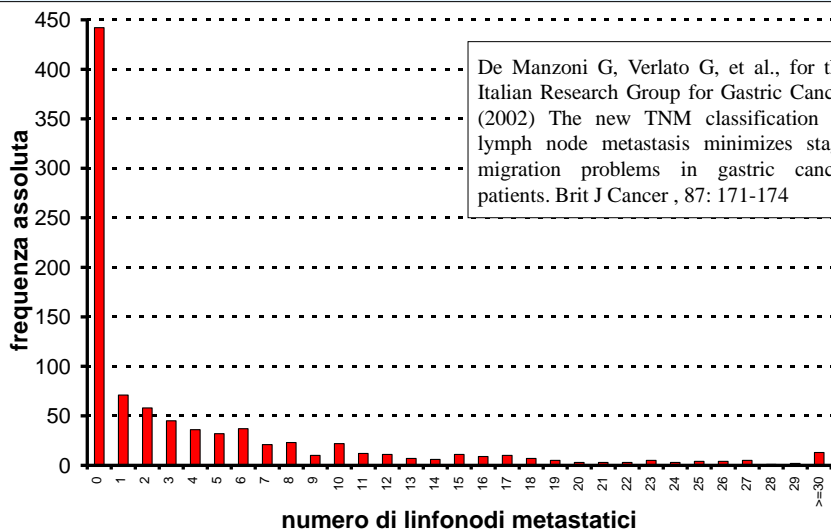 450
400
350
300
250
200
150
100
50
0
frequenza assoluta
De Manzoni G, Verlato G, et al., for
Italian Research Group for Gastric
(2002) The new TNM classification
lymph node metastasis minimizes
migration problems in gastric
patients. Brit J Cancer , 87: 171-174
0 1 2 3 4 5 6 7 8 9 10 11 12 13 14 15 16 17 18 19 20 21 22 23 24 25 26 27 28 29 >=30
numero di linfonodi metastatici